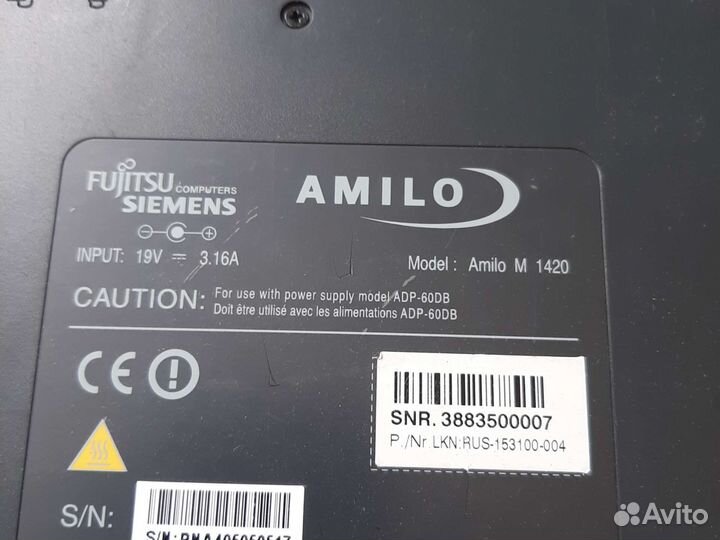 FUJITSU COMPUTERS
SIEMENS
AMILO
INPUT: 19V 3.16A
Model : Amilo M 1420
CAUTION: For use with power supply model ADP-60DB
Doit être utilisé avec les alimentations ADP-60DB
CE
SNR. 3883500007
P./Nr. LKN:RUS-153100-004
S/N:
Avito